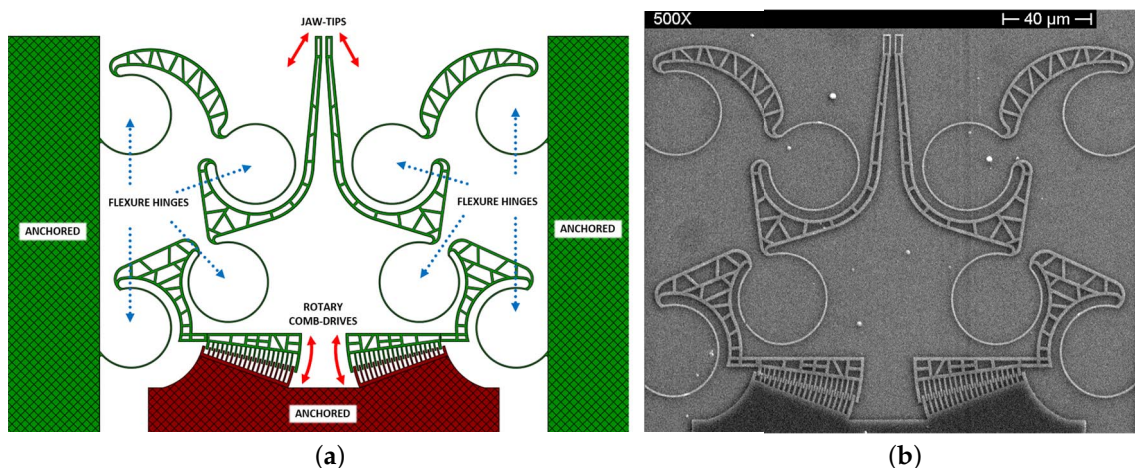 JAW-TIPS
FLEXURE HINGES
FLEXURE HINGES
ANCHORED
ANCHORED
ROTARY
COMB-DRIVES
ANCHORED
(a)
500X
40 µm
(b)